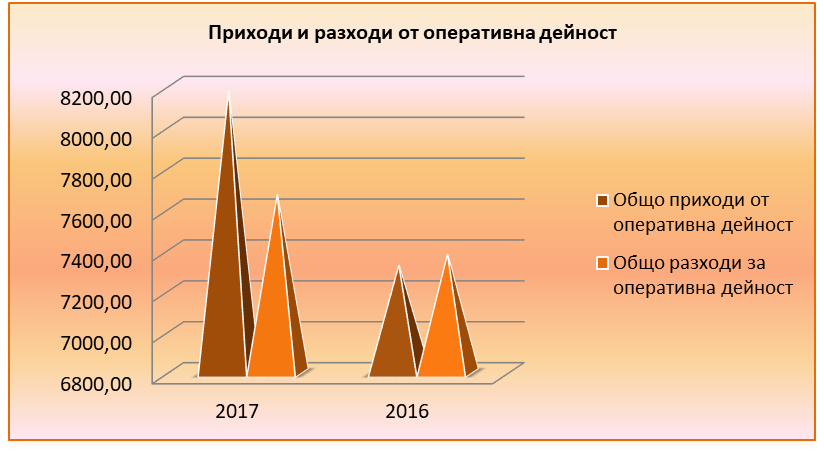 Приходи и разходи от оперативна дейност
8200,00
8000,00
7800,00
7600,00
7400,00
7200,00
7000,00
6800,00
2017
2016
Общо приходи от
оперативна дейност
Общо разходи за
оперативна дейност